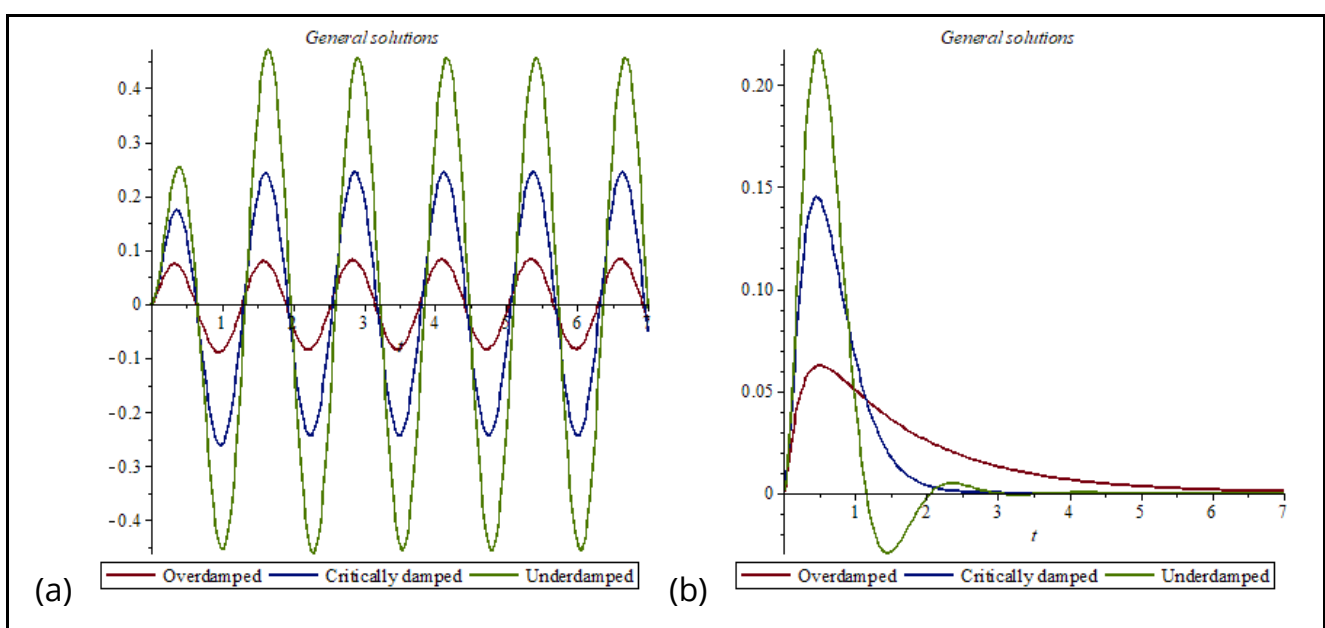 General solutions
0.4
0.3
0.2
0.1
0
-0.1
-0.2
-0.3
-0.4
1
2
3
4
5
6
7
t
(a)
Overdamped
Critically damped
Underdamped
General solutions
0.20
0.15
0.10
0.05
0
1
2
3
4
5
6
7
t
(b)
Overdamped
Critically damped
Underdamped